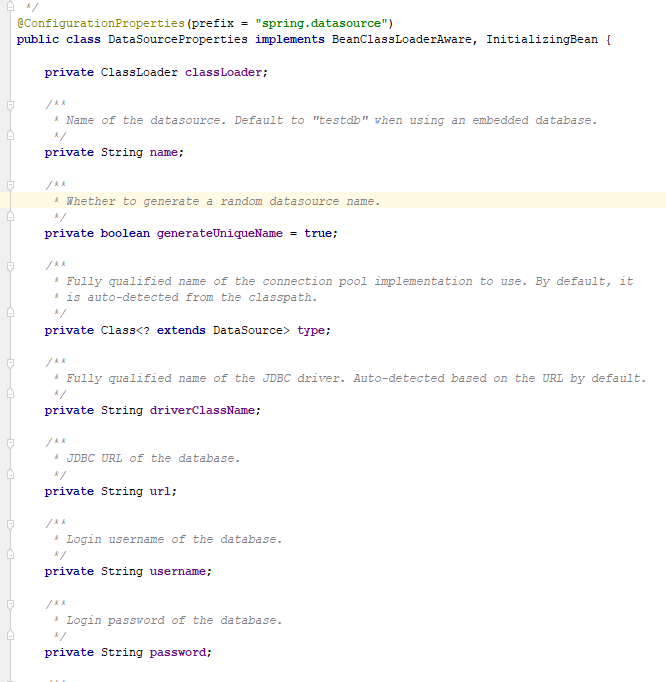 */
@ConfigurationProperties(prefix = "spring.datasource")
public class DataSourceProperties implements BeanClassLoaderAware, InitializingBean {
private ClassLoader classLoader;
/**
* Name of the datasource. Default to "testdb" when using an embedded database.
*/
private String name;
/**
* Whether to generate a random datasource name.
*/
private boolean generateUniqueName = true;
/**
* Fully qualified name of the connection pool implementation to use. By default, it
* is auto-detected from the classpath.
*/
private Class<? extends DataSource> type;
/**
* Fully qualified name of the JDBC driver. Auto-detected based on the URL by default.
*/
private String driverClassName;
/**
* JDBC URL of the database.
*/
private String url;
/**
* Login username of the database.
*/
private String username;
/**
* Login password of the database.
*/
private String password;
/**